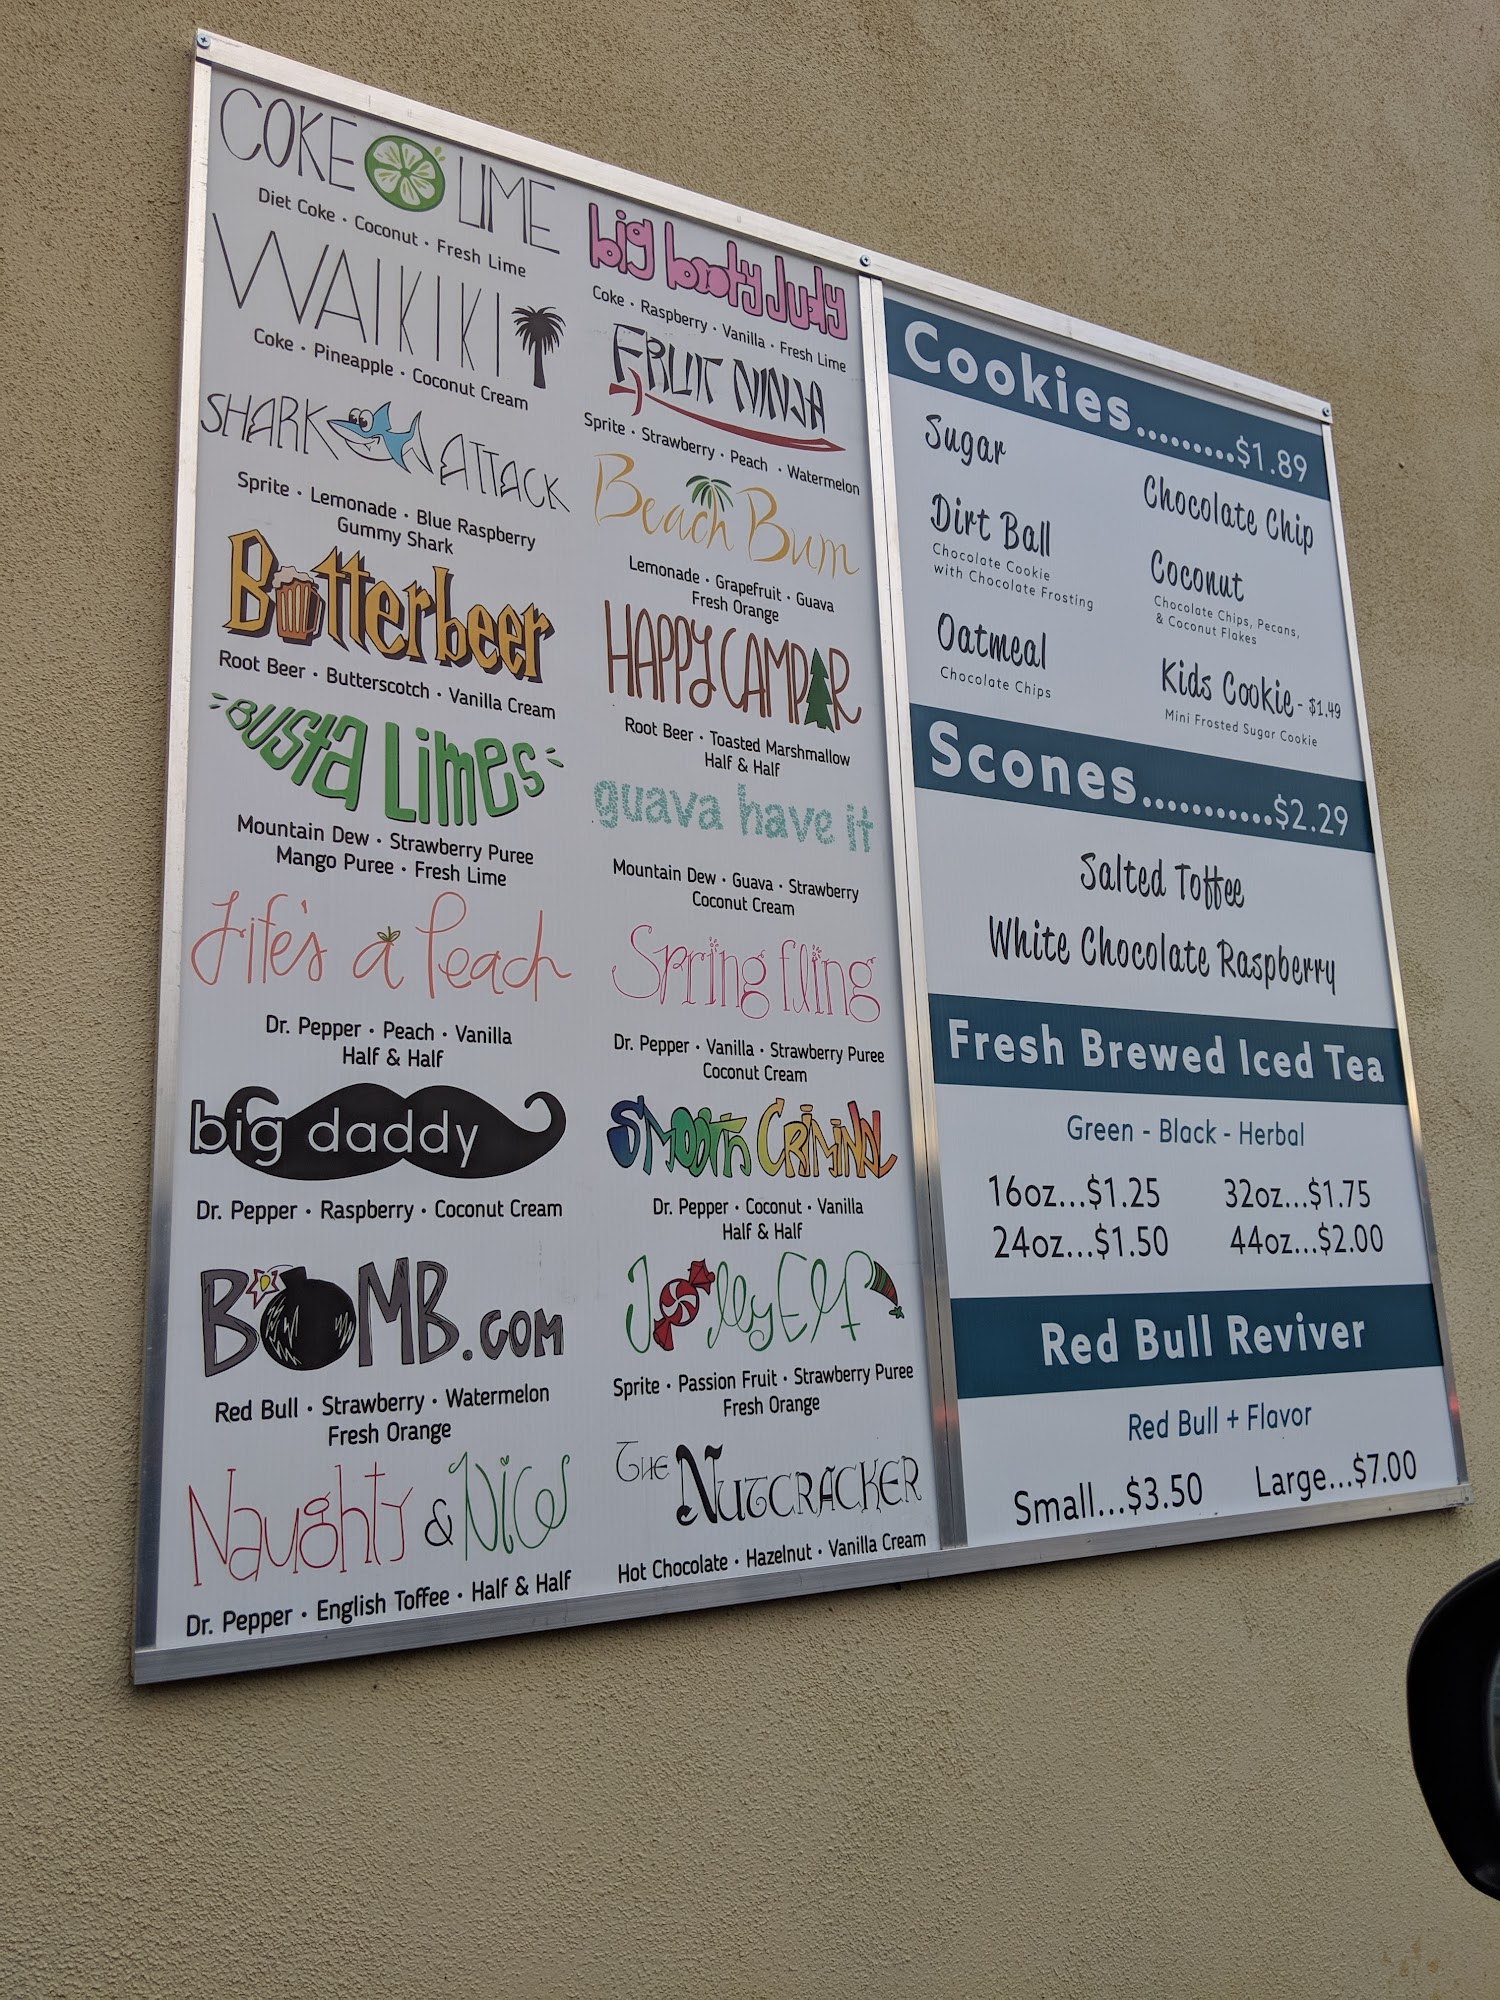 COKE LIME
Diet Coke • Coconut • Fresh Lime
WAIKIKI
Coke • Pineapple • Coconut Cream
SHARK ATTACK
Sprite • Lemonade • Blue Raspberry
Gummy Shark
Butterbeer
Root Beer • Butterscotch • Vanilla Cream
Busta Limes
Mountain Dew • Strawberry Puree
Mango Puree • Fresh Lime
Life's a Peach
Dr. Pepper • Peach • Vanilla
Half & Half
big daddy
Dr. Pepper • Raspberry • Coconut Cream
BOMB.com
Red Bull • Strawberry • Watermelon
Fresh Orange
Naughty & Nice
Dr. Pepper • English Toffee • Half & Half
big booty Judy
Coke • Raspberry • Vanilla • Fresh Lime
FRUIT NINJA
Sprite • Strawberry • Peach • Watermelon
Beach Bum
Lemonade • Grapefruit • Guava
Fresh Orange
HAPPY CAMPER
Root Beer • Toasted Marshmallow
Half & Half
guava have it
Mountain Dew • Guava • Strawberry
Coconut Cream
Spring fling
Dr. Pepper • Vanilla • Strawberry Puree
Coconut Cream
SMOOTH CRIMINAL
Dr. Pepper • Coconut • Vanilla
Half & Half
Jolly Elf
Sprite • Passion Fruit • Strawberry Puree
Fresh Orange
THE NUTCRACKER
Hot Chocolate • Hazelnut • Vanilla Cream
Cookies.........$1.89
Sugar
Chocolate Chip
Dirt Ball
Chocolate Cookie
with Chocolate Frosting
Coconut
Chocolate Chips, Pecans,
& Coconut Flakes
Oatmeal
Chocolate Chips
Kids Cookie - $1.49
Mini Frosted Sugar Cookie
Scones...........$2.29
Salted Toffee
White Chocolate Raspberry
Fresh Brewed Iced Tea
Green - Black - Herbal
16oz...$1.25 32oz...$1.75
24oz...$1.50 44oz...$2.00
Red Bull Reviver
Red Bull + Flavor
Small...$3.50 Large...$7.00